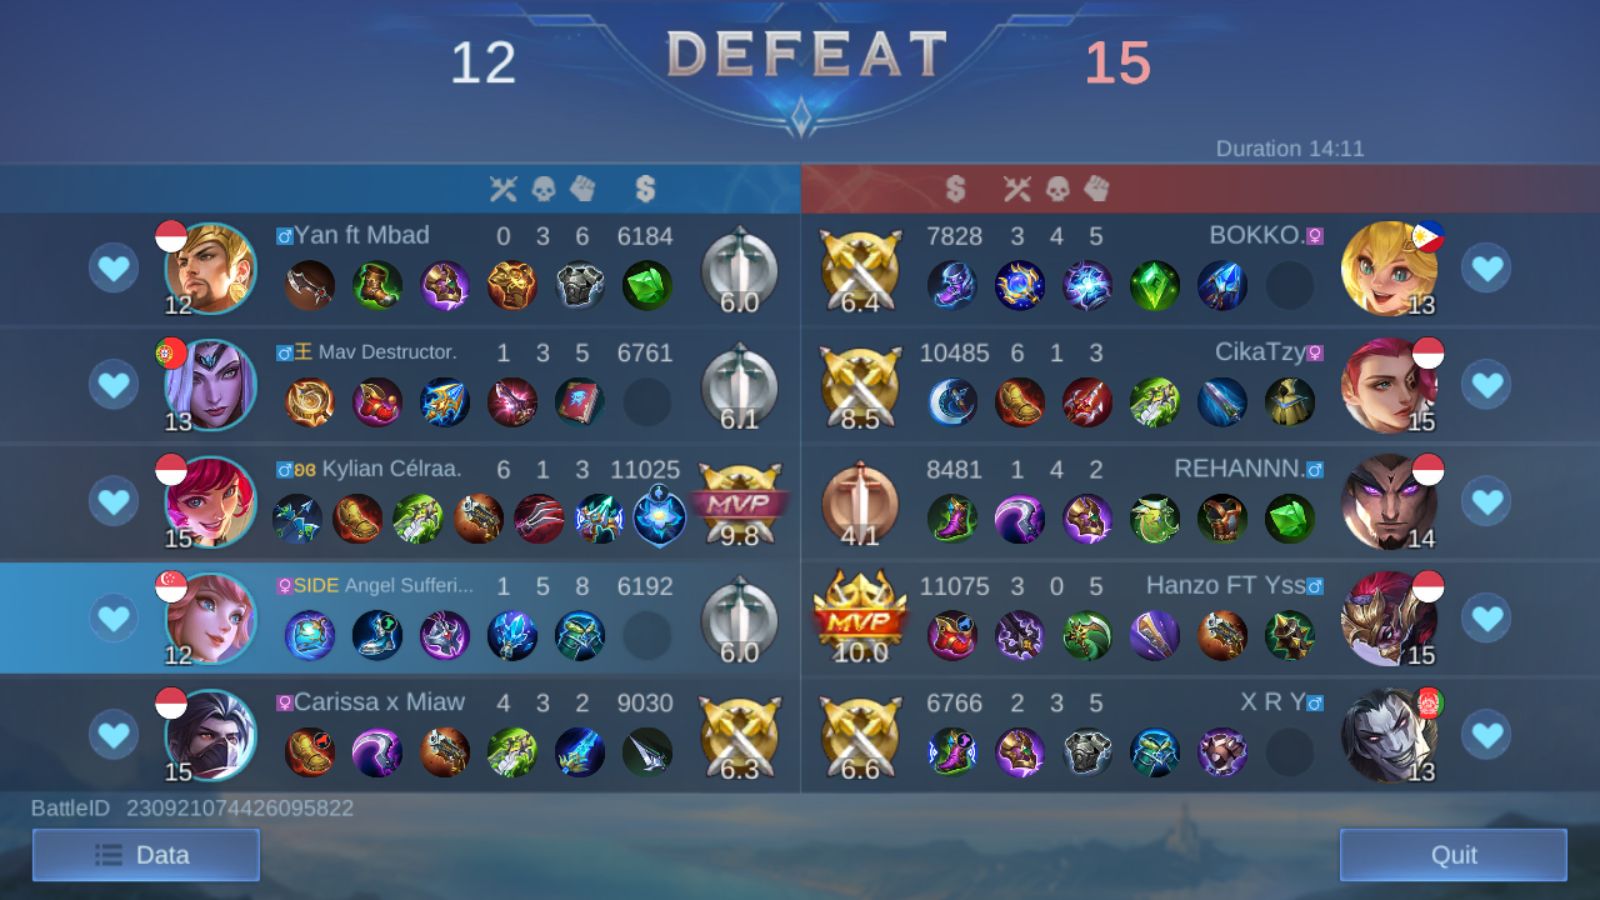 12 DEFEAT 15
Duration 14:11
Yan ft Mbad 0 3 6 6184 12 6.0
6.4 7828 3 4 5 BOKKO. 13
王 Mav Destructor. 1 3 5 6761 13 6.1
8.5 10485 6 1 3 CikaTzy 15
ʚɞ Kylian Célraa. 6 1 3 11025 15 MVP 9.8
4.1 8481 1 4 2 REHANNN. 14
SIDE Angel Sufferi... 1 5 8 6192 12 6.0
MVP 10.0 11075 3 0 5 Hanzo FT Yss 15
Carissa x Miaw 4 3 2 9030 15 6.3
6.6 6766 2 3 5 X R Y 13
BattleID 230921074426095822
Data
Quit